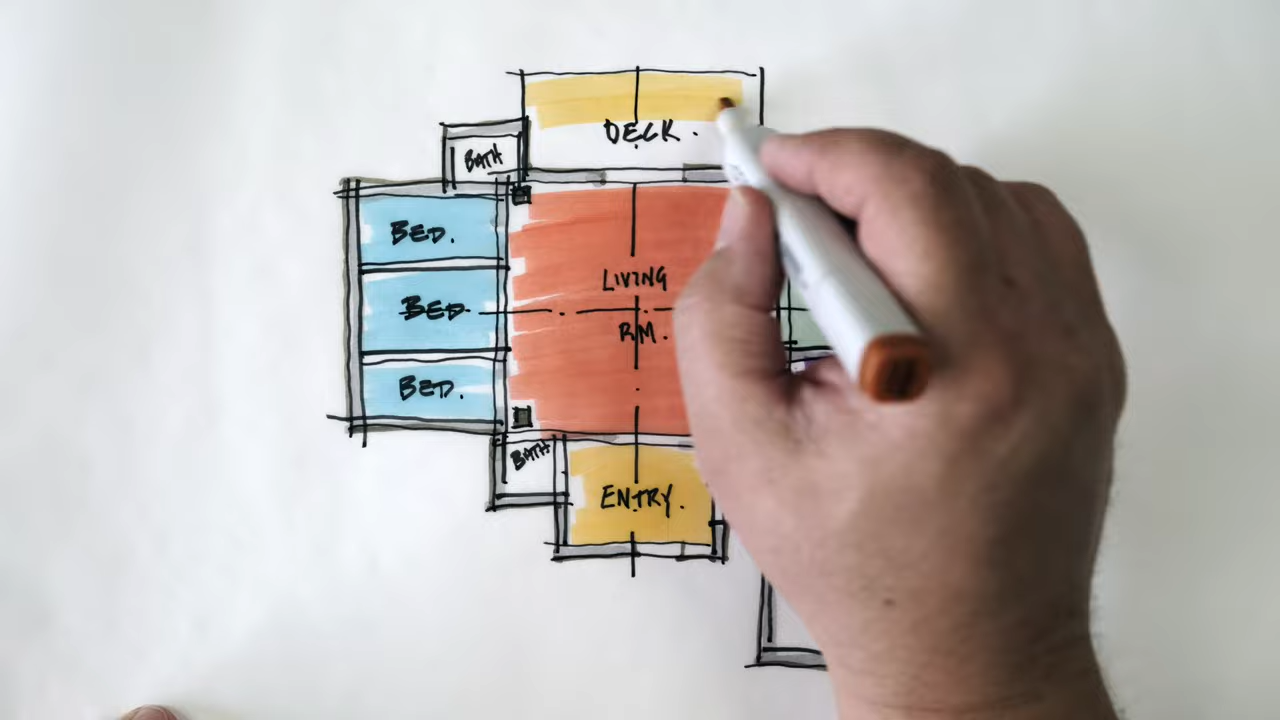 DECK.
BATH
BED.
LIVING
BED.
RM.
BED.
BATH
ENTRY.